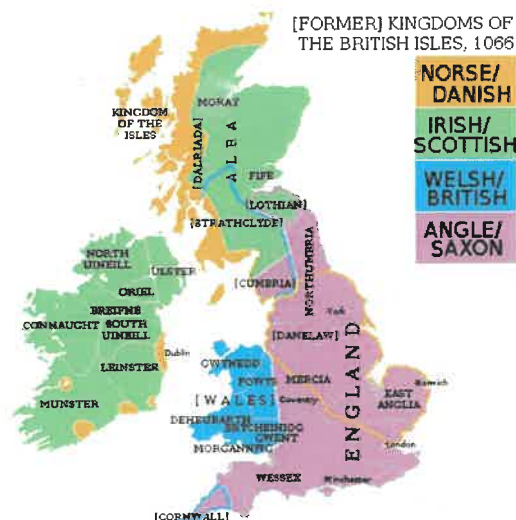 [FORMER] KINGDOMS OF
THE BRITISH ISLES, 1066
NORSE/
DANISH
IRISH/
SCOTTISH
WELSH/
BRITISH
ANGLE/
SAXON
MORAY
KINGDOM
OF THE
ISLES
[DALRIADA]
ALBA
FIFE
[LOTHIAN]
[STRATHCLYDE]
NORTHUMBRIA
[CUMBRIA]
NORTH
UINEILL
ULSTER
ORIEL
BREIFNE
CONNAUGHT
SOUTH
UINEILL
Dublin
LEINSTER
MUNSTER
York
[DANELAW]
ENGLAND
GWYNEDD
POWYS
[WALES]
MERCIA
Coventry
Norwich
EAST
ANGLIA
DEHEUBARTH
BRYCHEINIOG
GWENT
MORGANNWG
London
WESSEX
Winchester
[CORNWALL]